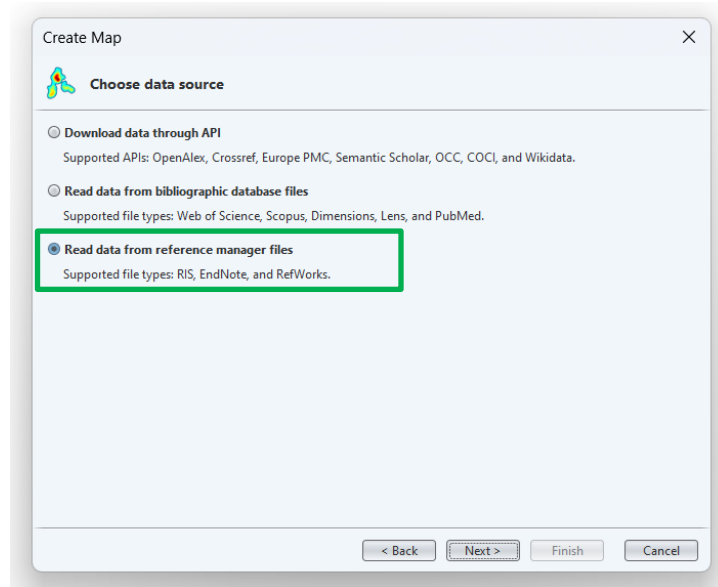 Create Map
Choose data source
Download data through API
Supported APIs: OpenAlex, Crossref, Europe PMC, Semantic Scholar, OCC, COCI, and Wikidata.
Read data from bibliographic database files
Supported file types: Web of Science, Scopus, Dimensions, Lens, and PubMed.
Read data from reference manager files
Supported file types: RIS, EndNote, and RefWorks.
< Back Next > Finish Cancel